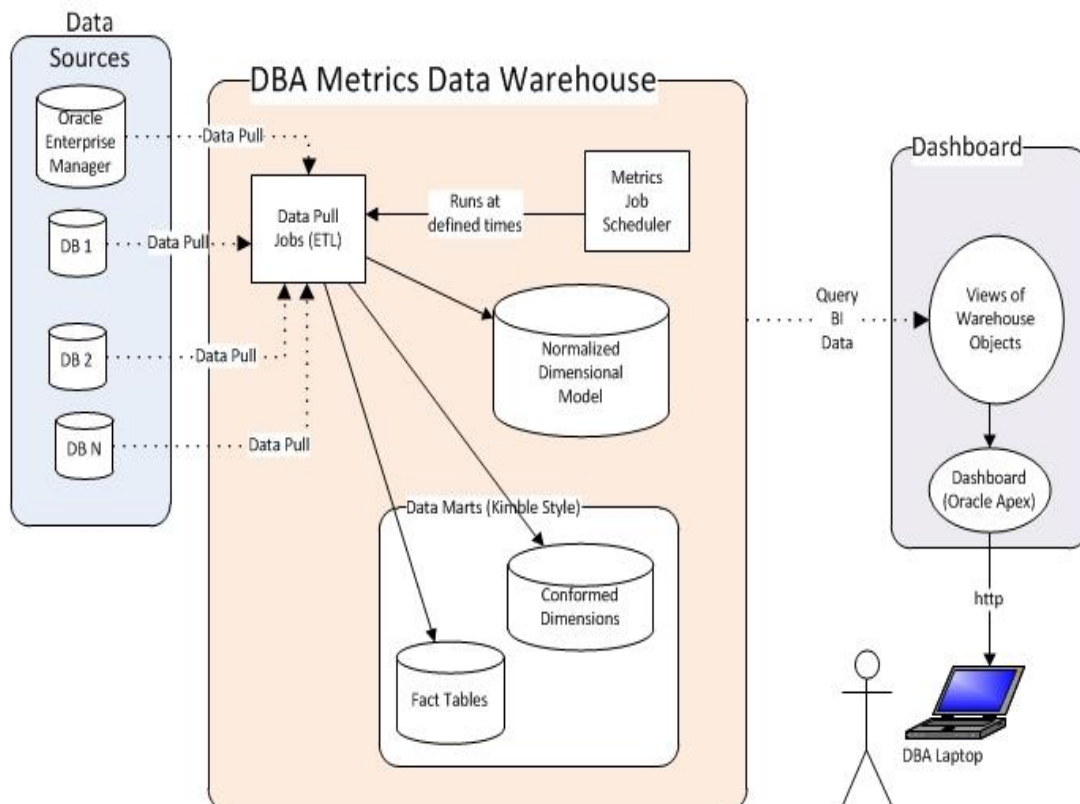 Data
Sources
Oracle
Enterprise
Manager
DB 1
DB 2
DB N
Data Pull
Data Pull
Data Pull
Data Pull
DBA Metrics Data Warehouse
Data Pull
Jobs (ETL)
Runs at
defined times
Metrics
Job
Scheduler
Normalized
Dimensional
Model
Data Marts (Kimble Style)
Conformed
Dimensions
Fact Tables
Query
BI
Data
Dashboard
Views of
Warehouse
Objects
Dashboard
(Oracle Apex)
http
DBA Laptop